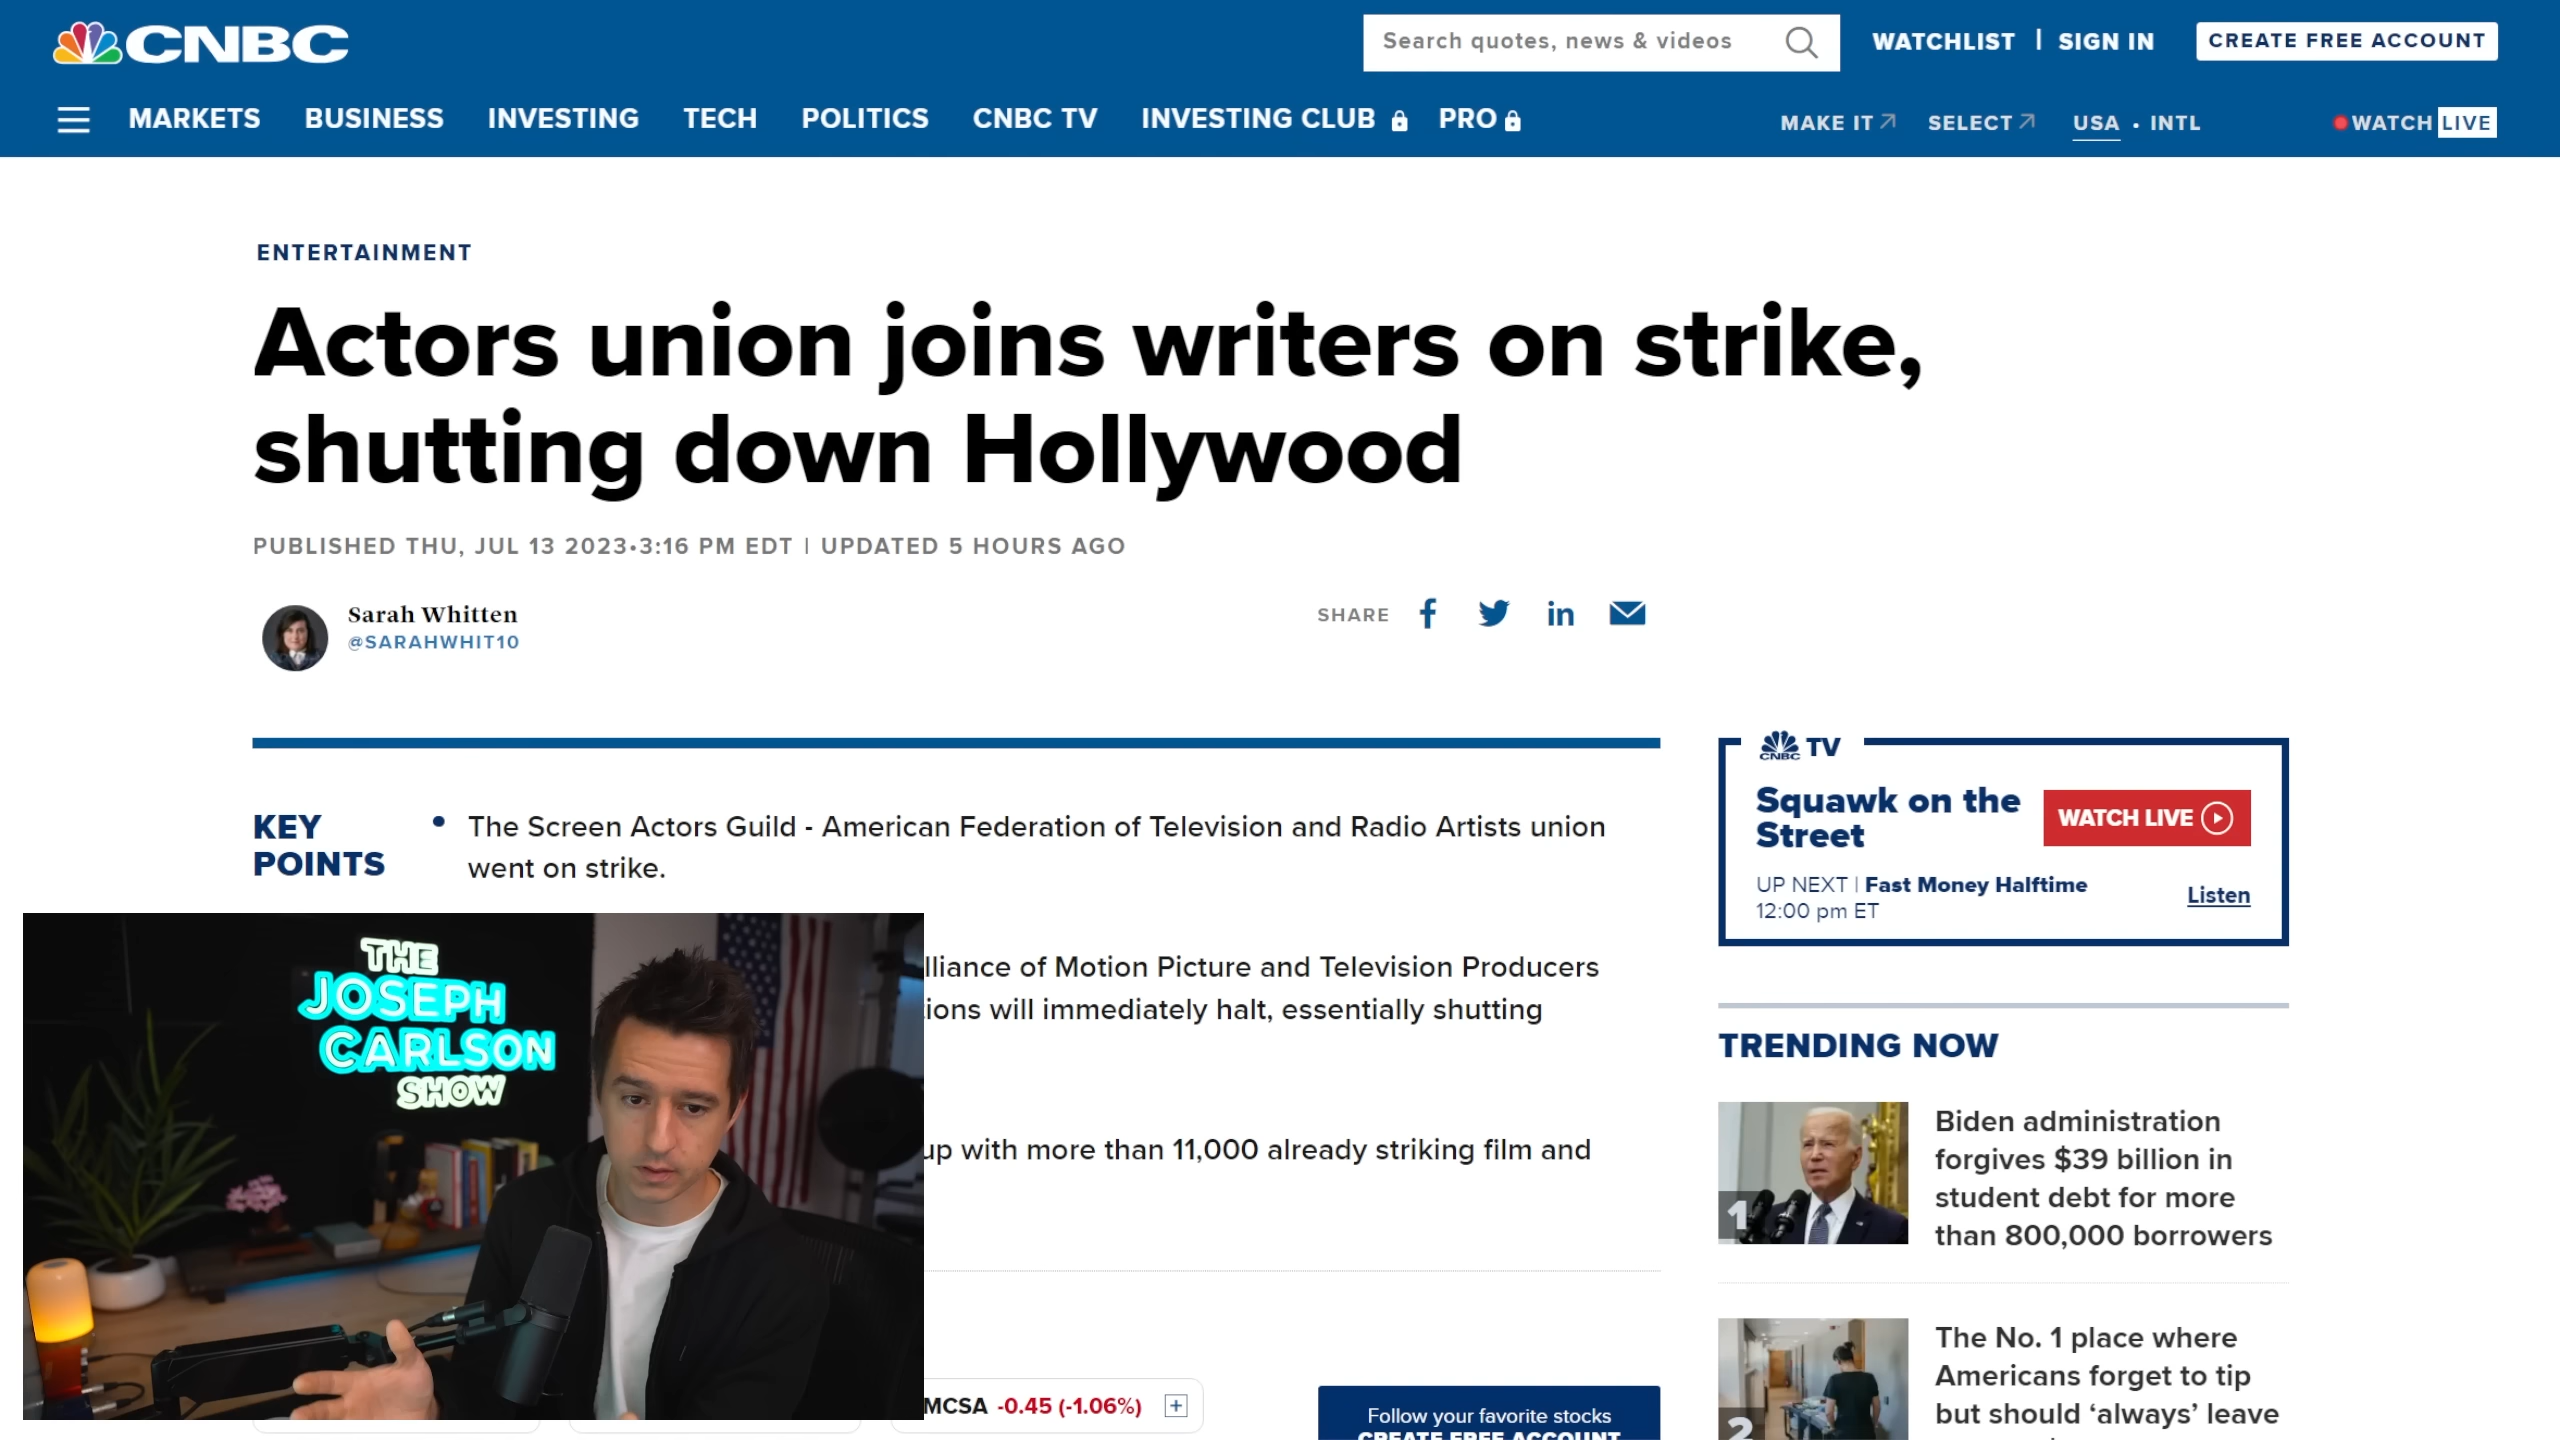 CNBC
Search quotes, news & videos
WATCHLIST | SIGN IN
CREATE FREE ACCOUNT
MARKETS BUSINESS INVESTING TECH POLITICS CNBC TV INVESTING CLUB PRO
MAKE IT SELECT USA • INTL
WATCH LIVE
ENTERTAINMENT
Actors union joins writers on strike,
shutting down Hollywood
PUBLISHED THU, JUL 13 2023•3:16 PM EDT | UPDATED 5 HOURS AGO
Sarah Whitten
@SARAHWHIT10
SHARE
KEY
POINTS
The Screen Actors Guild - American Federation of Television and Radio Artists union
went on strike.
lliance of Motion Picture and Television Producers
ions will immediately halt, essentially shutting
up with more than 11,000 already striking film and
THE
JOSEPH
CARLSON
SHOW
MCSA -0.45 (-1.06%)
Follow your favorite stocks
CREATE FREE ACCOUNT
CNBC TV
Squawk on the
Street
WATCH LIVE
UP NEXT | Fast Money Halftime
12:00 pm ET
Listen
TRENDING NOW
1
Biden administration
forgives $39 billion in
student debt for more
than 800,000 borrowers
2
The No. 1 place where
Americans forget to tip
but should ‘always’ leave